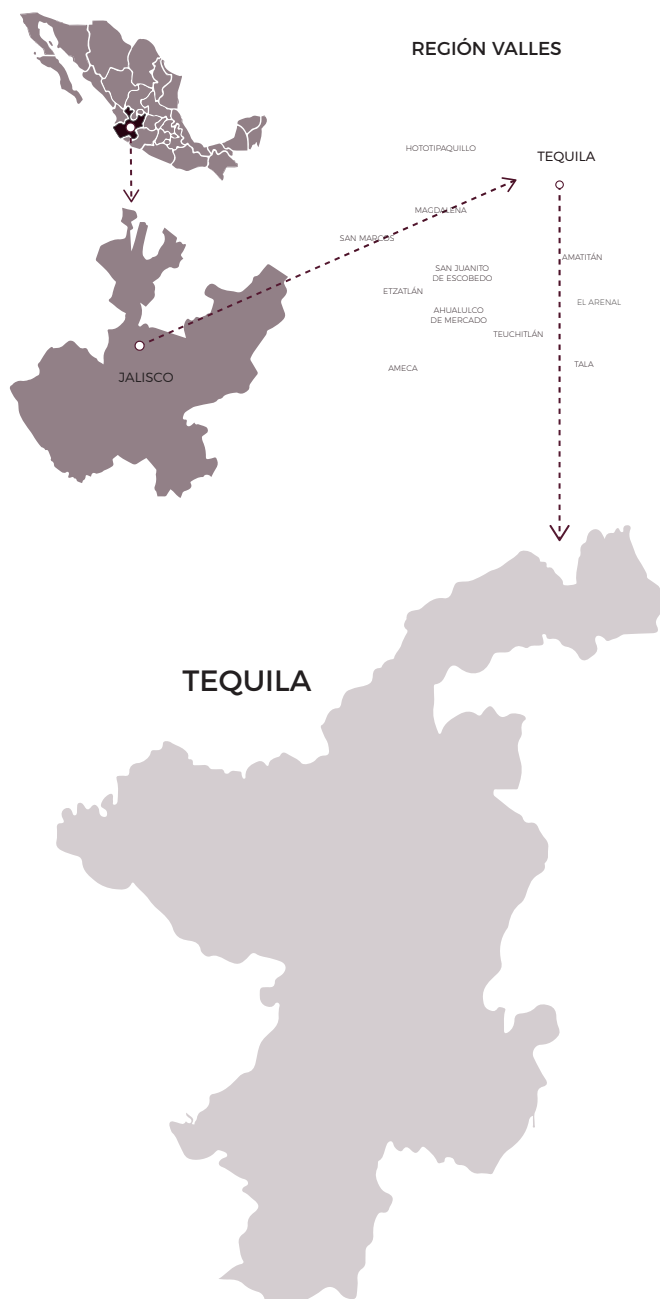 REGIÓN VALLES
HOTOTIPAQUILLO
TEQUILA
MAGDALENA
SAN MARCOS
AMATITÁN
SAN JUANITO
DE ESCOBEDO
ETZATLÁN
EL ARENAL
AHUALULCO
DE MERCADO
TEUCHITLÁN
AMECA
TALA
JALISCO
TEQUILA